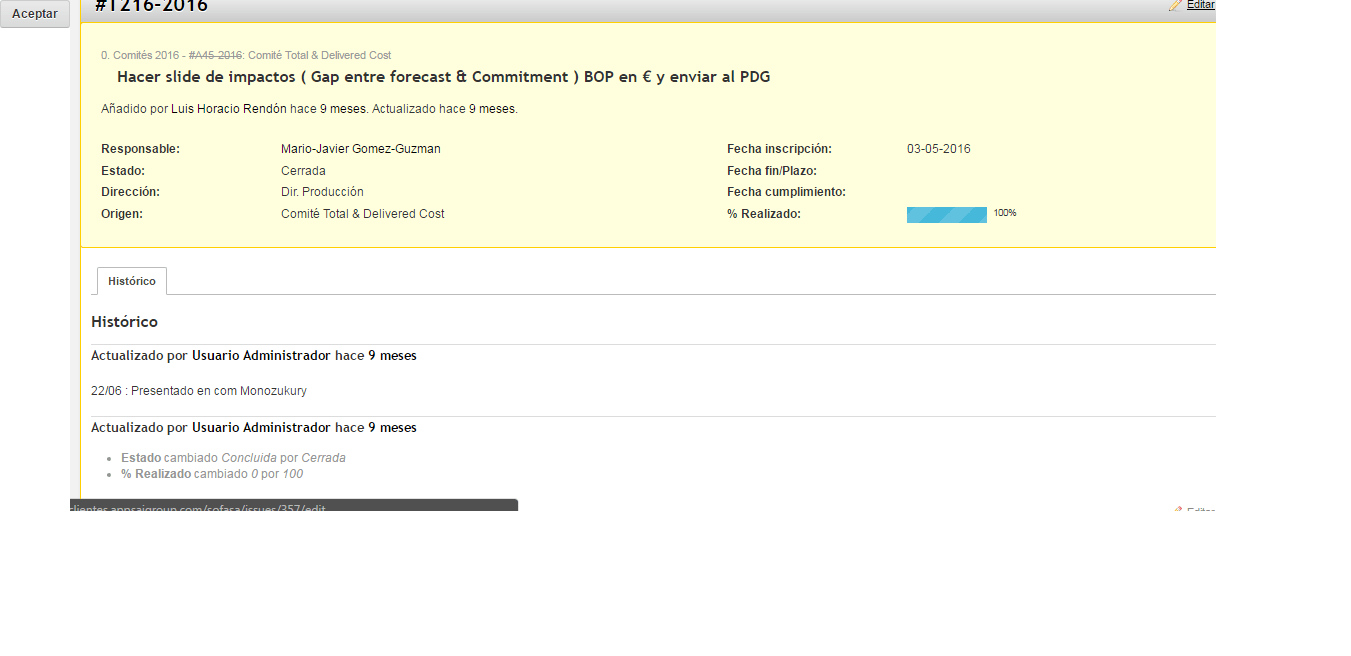 Aceptar
#T216-2016
Editar
0. Comités 2016 - #A45-2016: Comité Total & Delivered Cost
Hacer slide de impactos ( Gap entre forecast & Commitment ) BOP en € y enviar al PDG
Añadido por Luis Horacio Rendón hace 9 meses. Actualizado hace 9 meses.
Responsable: Mario-Javier Gomez-Guzman Fecha inscripción: 03-05-2016
Estado: Cerrada Fecha fin/Plazo:
Dirección: Dir. Producción Fecha cumplimiento:
Origen: Comité Total & Delivered Cost % Realizado: 100%
Histórico
Histórico
Actualizado por Usuario Administrador hace 9 meses
22/06 : Presentado en com Monozukury
Actualizado por Usuario Administrador hace 9 meses
Estado cambiado Concluida por Cerrada
% Realizado cambiado 0 por 100
clientes.appsaigroup.com/sofasa/issues/357/edit
Editar